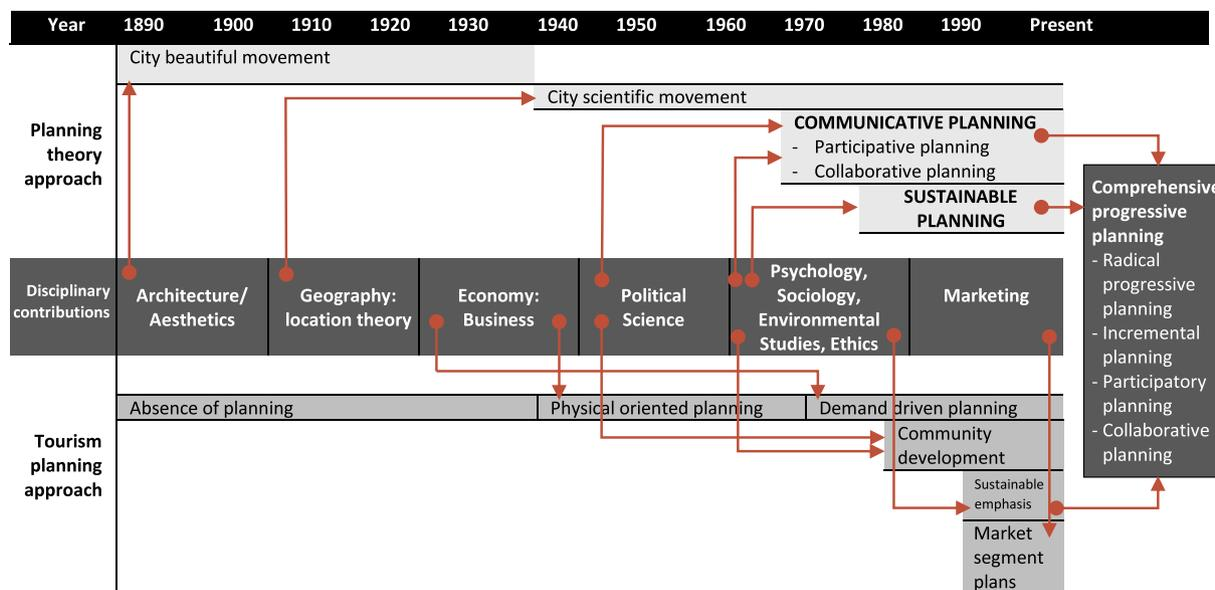 Year 1890 1900 1910 1920 1930 1940 1950 1960 1970 1980 1990 Present
City beautiful movement
City scientific movement
Planning
theory
approach
COMMUNICATIVE PLANNING
- Participative planning
- Collaborative planning
SUSTAINABLE
PLANNING
Disciplinary
contributions
Architecture/
Aesthetics
Geography:
location theory
Economy:
Business
Political
Science
Psychology,
Sociology,
Environmental
Studies, Ethics
Marketing
Comprehensive
progressive
planning
- Radical
progressive
planning
- Incremental
planning
- Participatory
planning
- Collaborative
planning
Tourism
planning
approach
Absence of planning
Physical oriented planning
Demand driven planning
Community
development
Sustainable
emphasis
Market
segment
plans